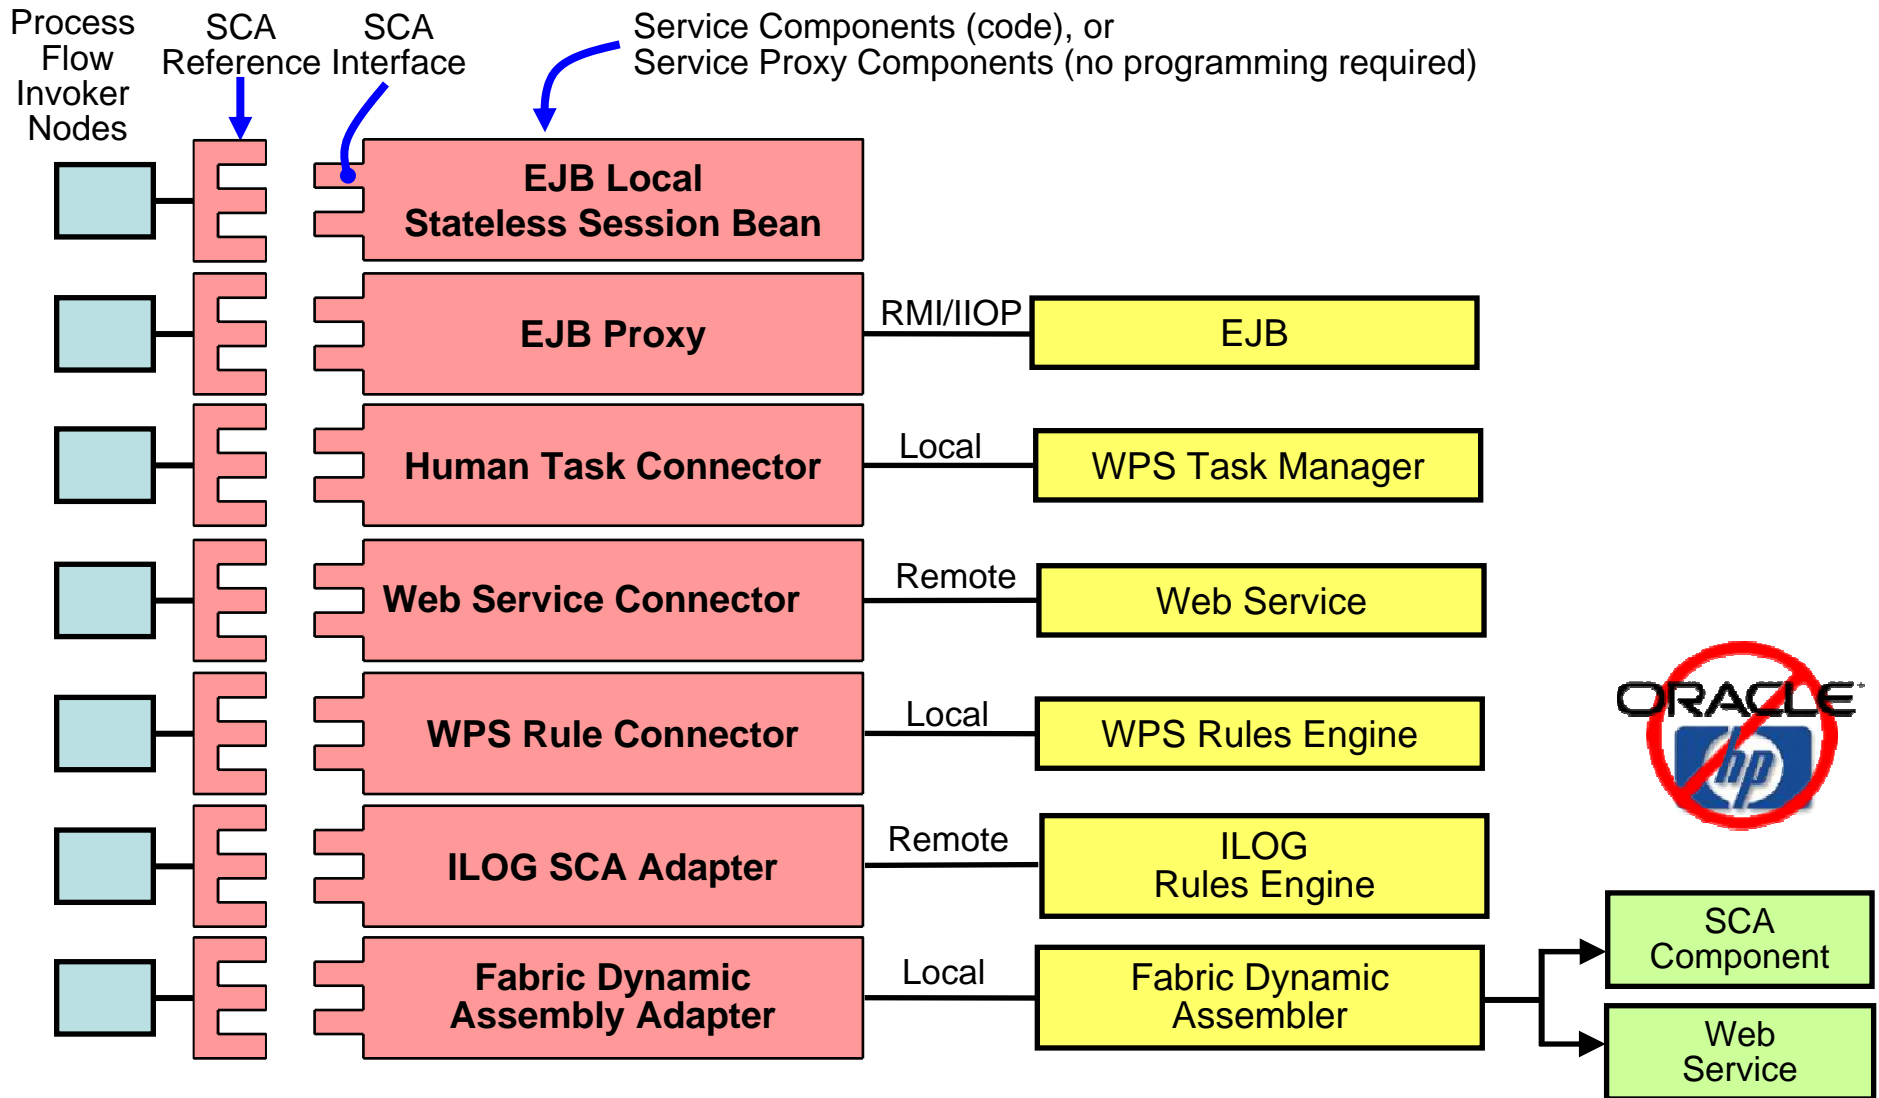 Process
Flow
Invoker
Nodes
SCA
Reference
SCA
Interface
Service Components (code), or
Service Proxy Components (no programming required)
EJB Local
Stateless Session Bean
EJB Proxy
RMI/IIOP
EJB
Human Task Connector
Local
WPS Task Manager
Web Service Connector
Remote
Web Service
WPS Rule Connector
Local
WPS Rules Engine
ORACLE
hp
ILOG SCA Adapter
Remote
ILOG
Rules Engine
Fabric Dynamic
Assembly Adapter
Local
Fabric Dynamic
Assembler
SCA
Component
Web
Service